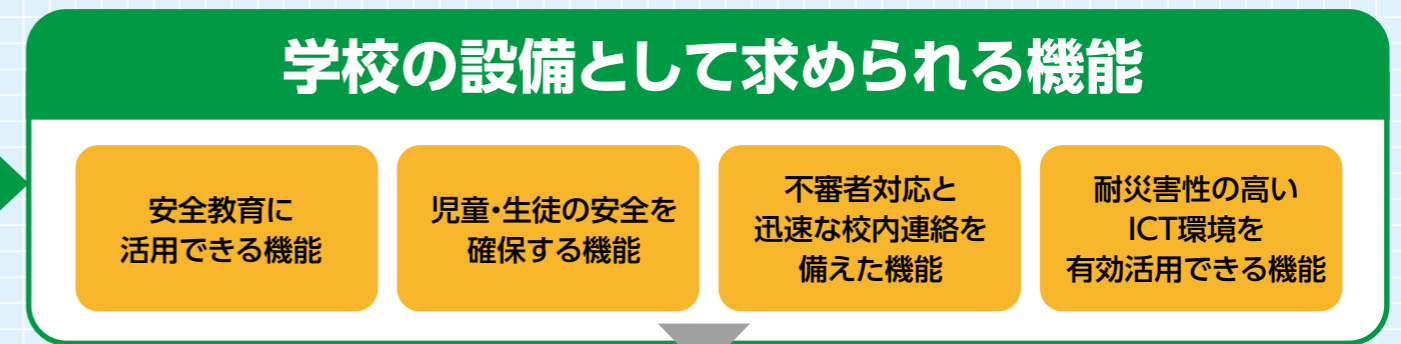 学校の設備として求められる機能
安全教育に
活用できる機能
児童・生徒の安全を
確保する機能
不審者対応と
迅速な校内連絡を
備えた機能
耐災害性の高い
ICT環境を
有効活用できる機能